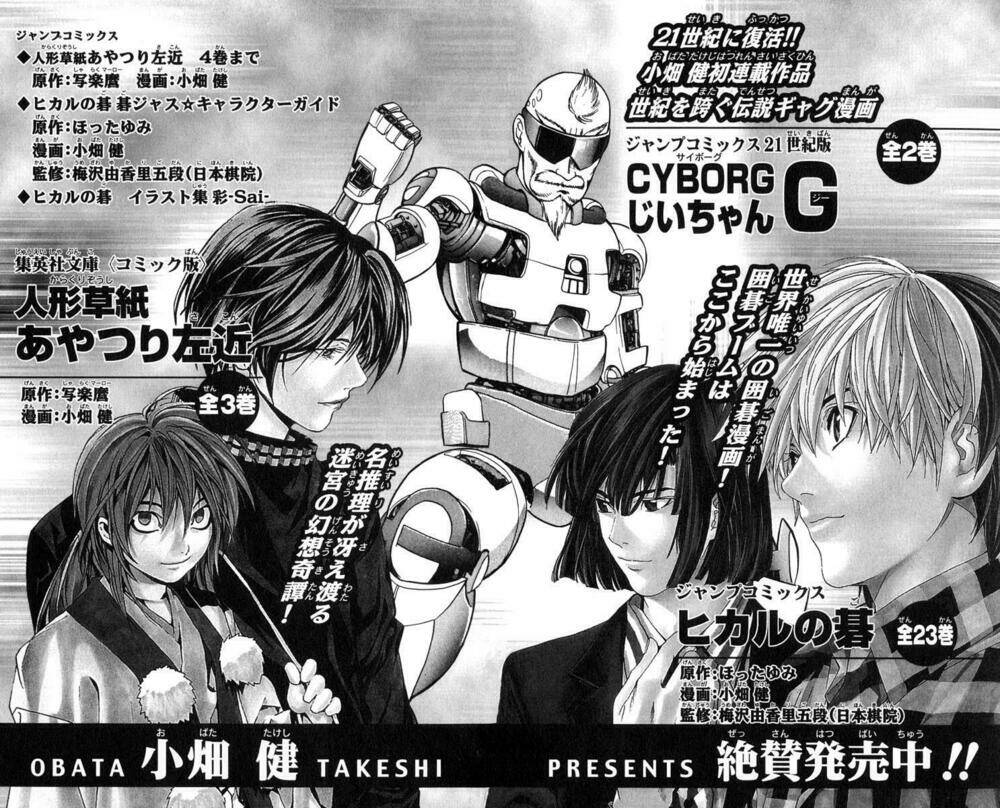 ジャンプコミックス
◆人形草紙あやつり左近 4巻まで
原作:写楽麿 漫画:小畑 健
◆ヒカルの碁 碁ジャス☆キャラクターガイド
原作:ほったゆみ
漫画:小畑 健
監修:梅沢由香里五段(日本棋院)
◆ヒカルの碁 イラスト集 彩-Sai-
集英社文庫〈コミック版〉
人形草紙
あやつり左近
全3巻
原作:写楽麿
漫画:小畑 健
名推理が冴え渡る
迷宮の幻想奇譚!
21世紀に復活!!
小畑 健初連載作品
世紀を跨ぐ伝説ギャグ漫画
ジャンプコミックス21世紀版
全2巻
CYBORG
じいちゃんG
世界唯一の囲碁漫画!
囲碁ブームは
ここから始まった!
ジャンプコミックス
ヒカルの碁
全23巻
原作:ほったゆみ
漫画:小畑 健
監修:梅沢由香里五段(日本棋院)
OBATA 小畑 健 TAKESHI PRESENTS 絶賛発売中!!